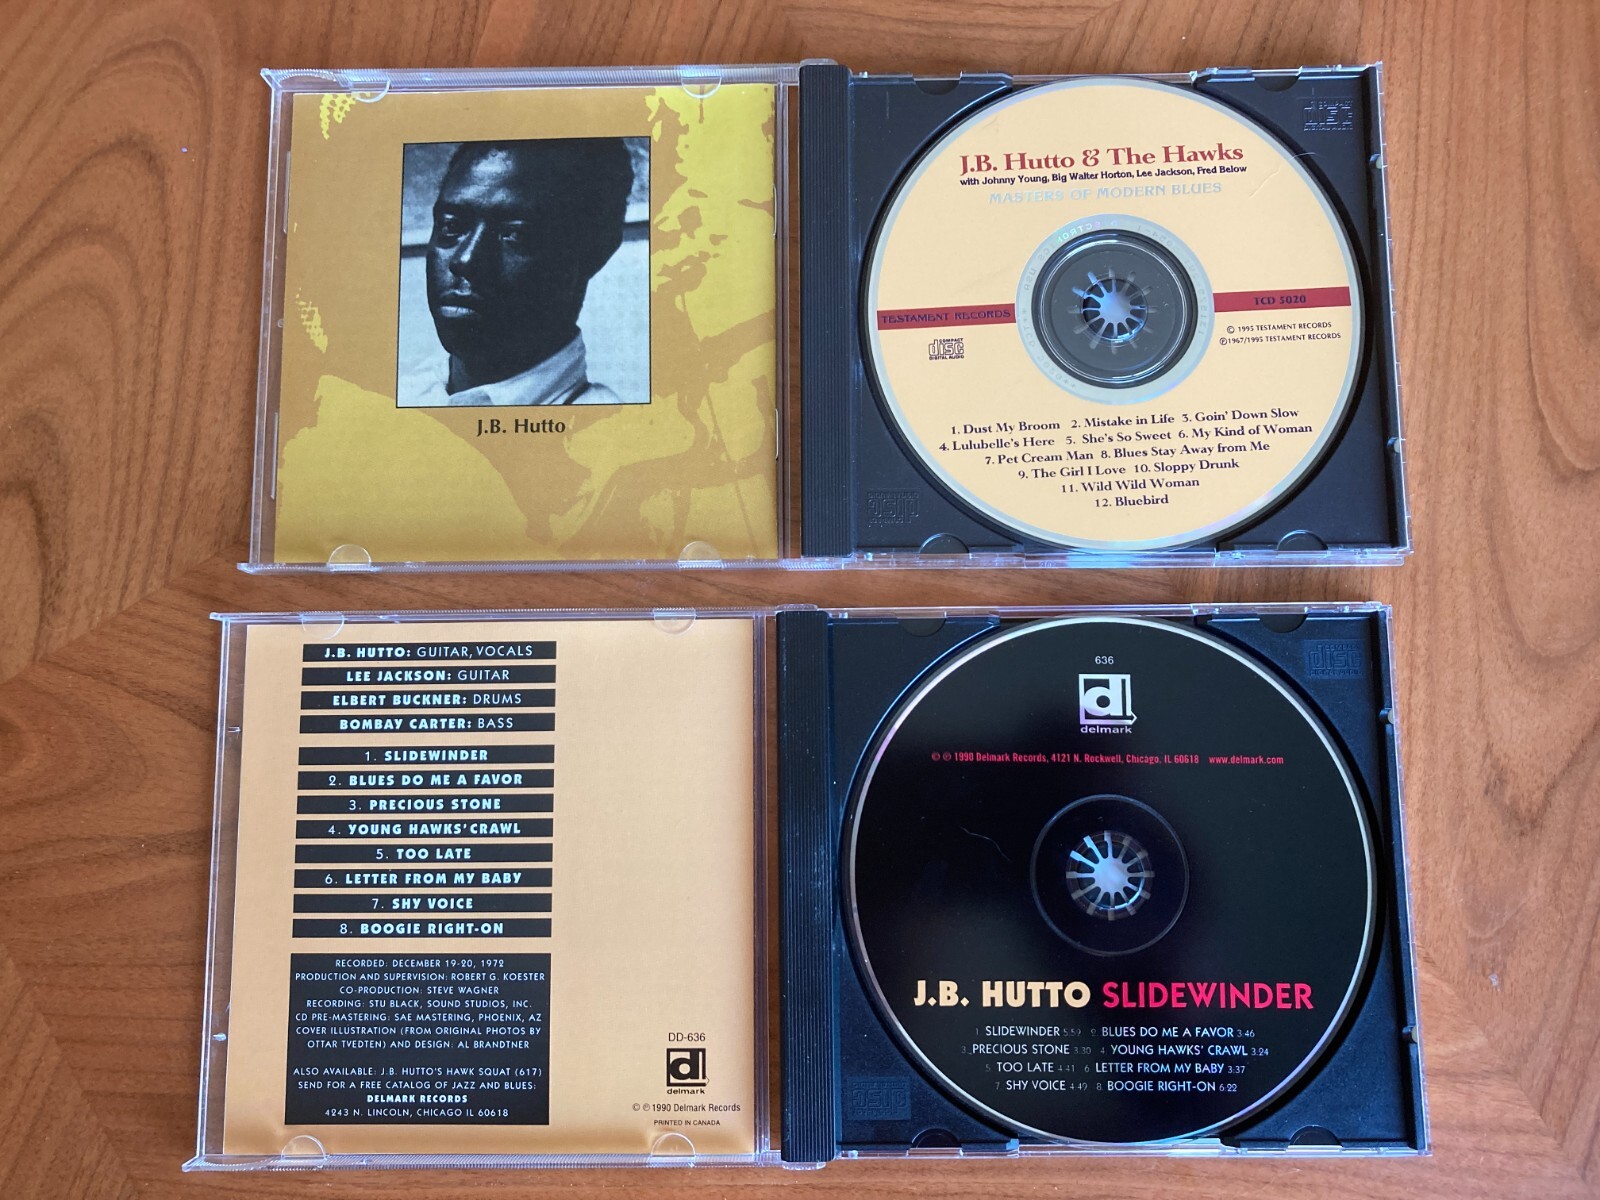 J.B. Hutto
J.B. Hutto & The Hawks
with Johnny Young, Big Walter Horton, Lee Jackson, Fred Below
MASTERS OF MODERN BLUES
TESTAMENT RECORDS
TCD 5020
COMPACT
disc
DIGITAL AUDIO
© 1995 TESTAMENT RECORDS
℗1967/1995 TESTAMENT RECORDS
1. Dust My Broom 2. Mistake in Life 3. Goin' Down Slow
4. Lulubelle's Here 5. She's So Sweet 6. My Kind of Woman
7. Pet Cream Man 8. Blues Stay Away from Me
9. The Girl I Love 10. Sloppy Drunk
11. Wild Wild Woman
12. Bluebird
J.B. HUTTO: GUITAR, VOCALS
LEE JACKSON: GUITAR
ELBERT BUCKNER: DRUMS
BOMBAY CARTER: BASS
1. SLIDEWINDER
2. BLUES DO ME A FAVOR
3. PRECIOUS STONE
4. YOUNG HAWKS' CRAWL
5. TOO LATE
6. LETTER FROM MY BABY
7. SHY VOICE
8. BOOGIE RIGHT-ON
RECORDED: DECEMBER 19-20, 1972
PRODUCTION AND SUPERVISION: ROBERT G. KOESTER
CO-PRODUCTION: STEVE WAGNER
RECORDING: STU BLACK, SOUND STUDIOS, INC.
CD PRE-MASTERING: SAE MASTERING, PHOENIX, AZ
COVER ILLUSTRATION (FROM ORIGINAL PHOTOS BY
OTTAR TVEDTEN) AND DESIGN: AL BRANDTNER
ALSO AVAILABLE: J.B. HUTTO'S HAWK SQUAT (617)
SEND FOR A FREE CATALOG OF JAZZ AND BLUES:
DELMARK RECORDS
4243 N. LINCOLN, CHICAGO IL 60618
DD-636
d
delmark
© ℗ 1990 Delmark Records
PRINTED IN CANADA
636
d
delmark
© ℗ 1990 Delmark Records, 4121 N. Rockwell, Chicago, IL 60618 www.delmark.com
J.B. HUTTO SLIDEWINDER
1 SLIDEWINDER 5:59 2 BLUES DO ME A FAVOR 3:46
3 PRECIOUS STONE 3:30 4 YOUNG HAWKS' CRAWL 3:24
5 TOO LATE 4:41 6 LETTER FROM MY BABY 3:37
7 SHY VOICE 4:49 8. BOOGIE RIGHT-ON 6:22